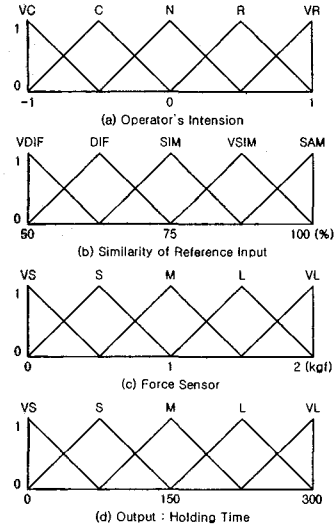 VC C N R VR
1
0
-1 0 1
(a) Operator's Intension
VDIF DIF SIM VSIM SAM
1
0
50 75 100 (%)
(b) Similarity of Reference Input
VS S M L VL
1
0
0 1 2 (kgf)
(c) Force Sensor
VS S M L VL
1
0
0 150 300
(d) Output : Holding Time